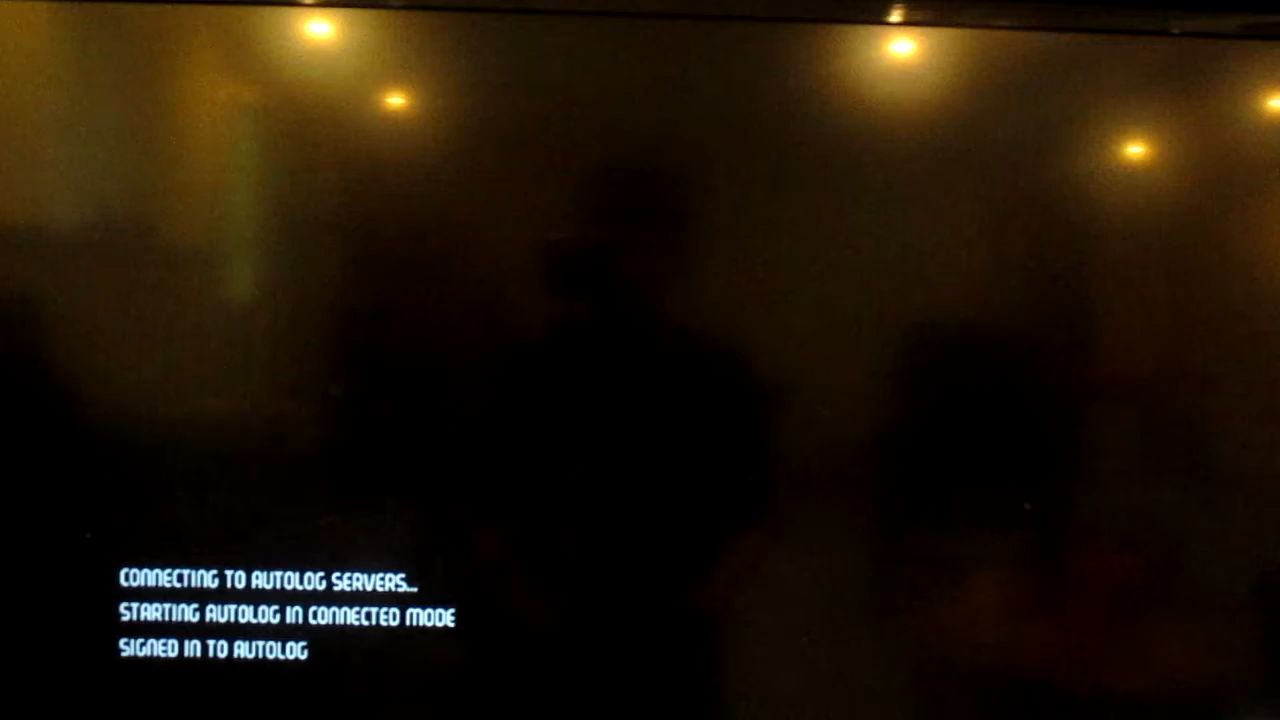 CONNECTING TO AUTOLOG SERVERS...
STARTING AUTOLOG IN CONNECTED MODE
SIGNED IN TO AUTOLOG